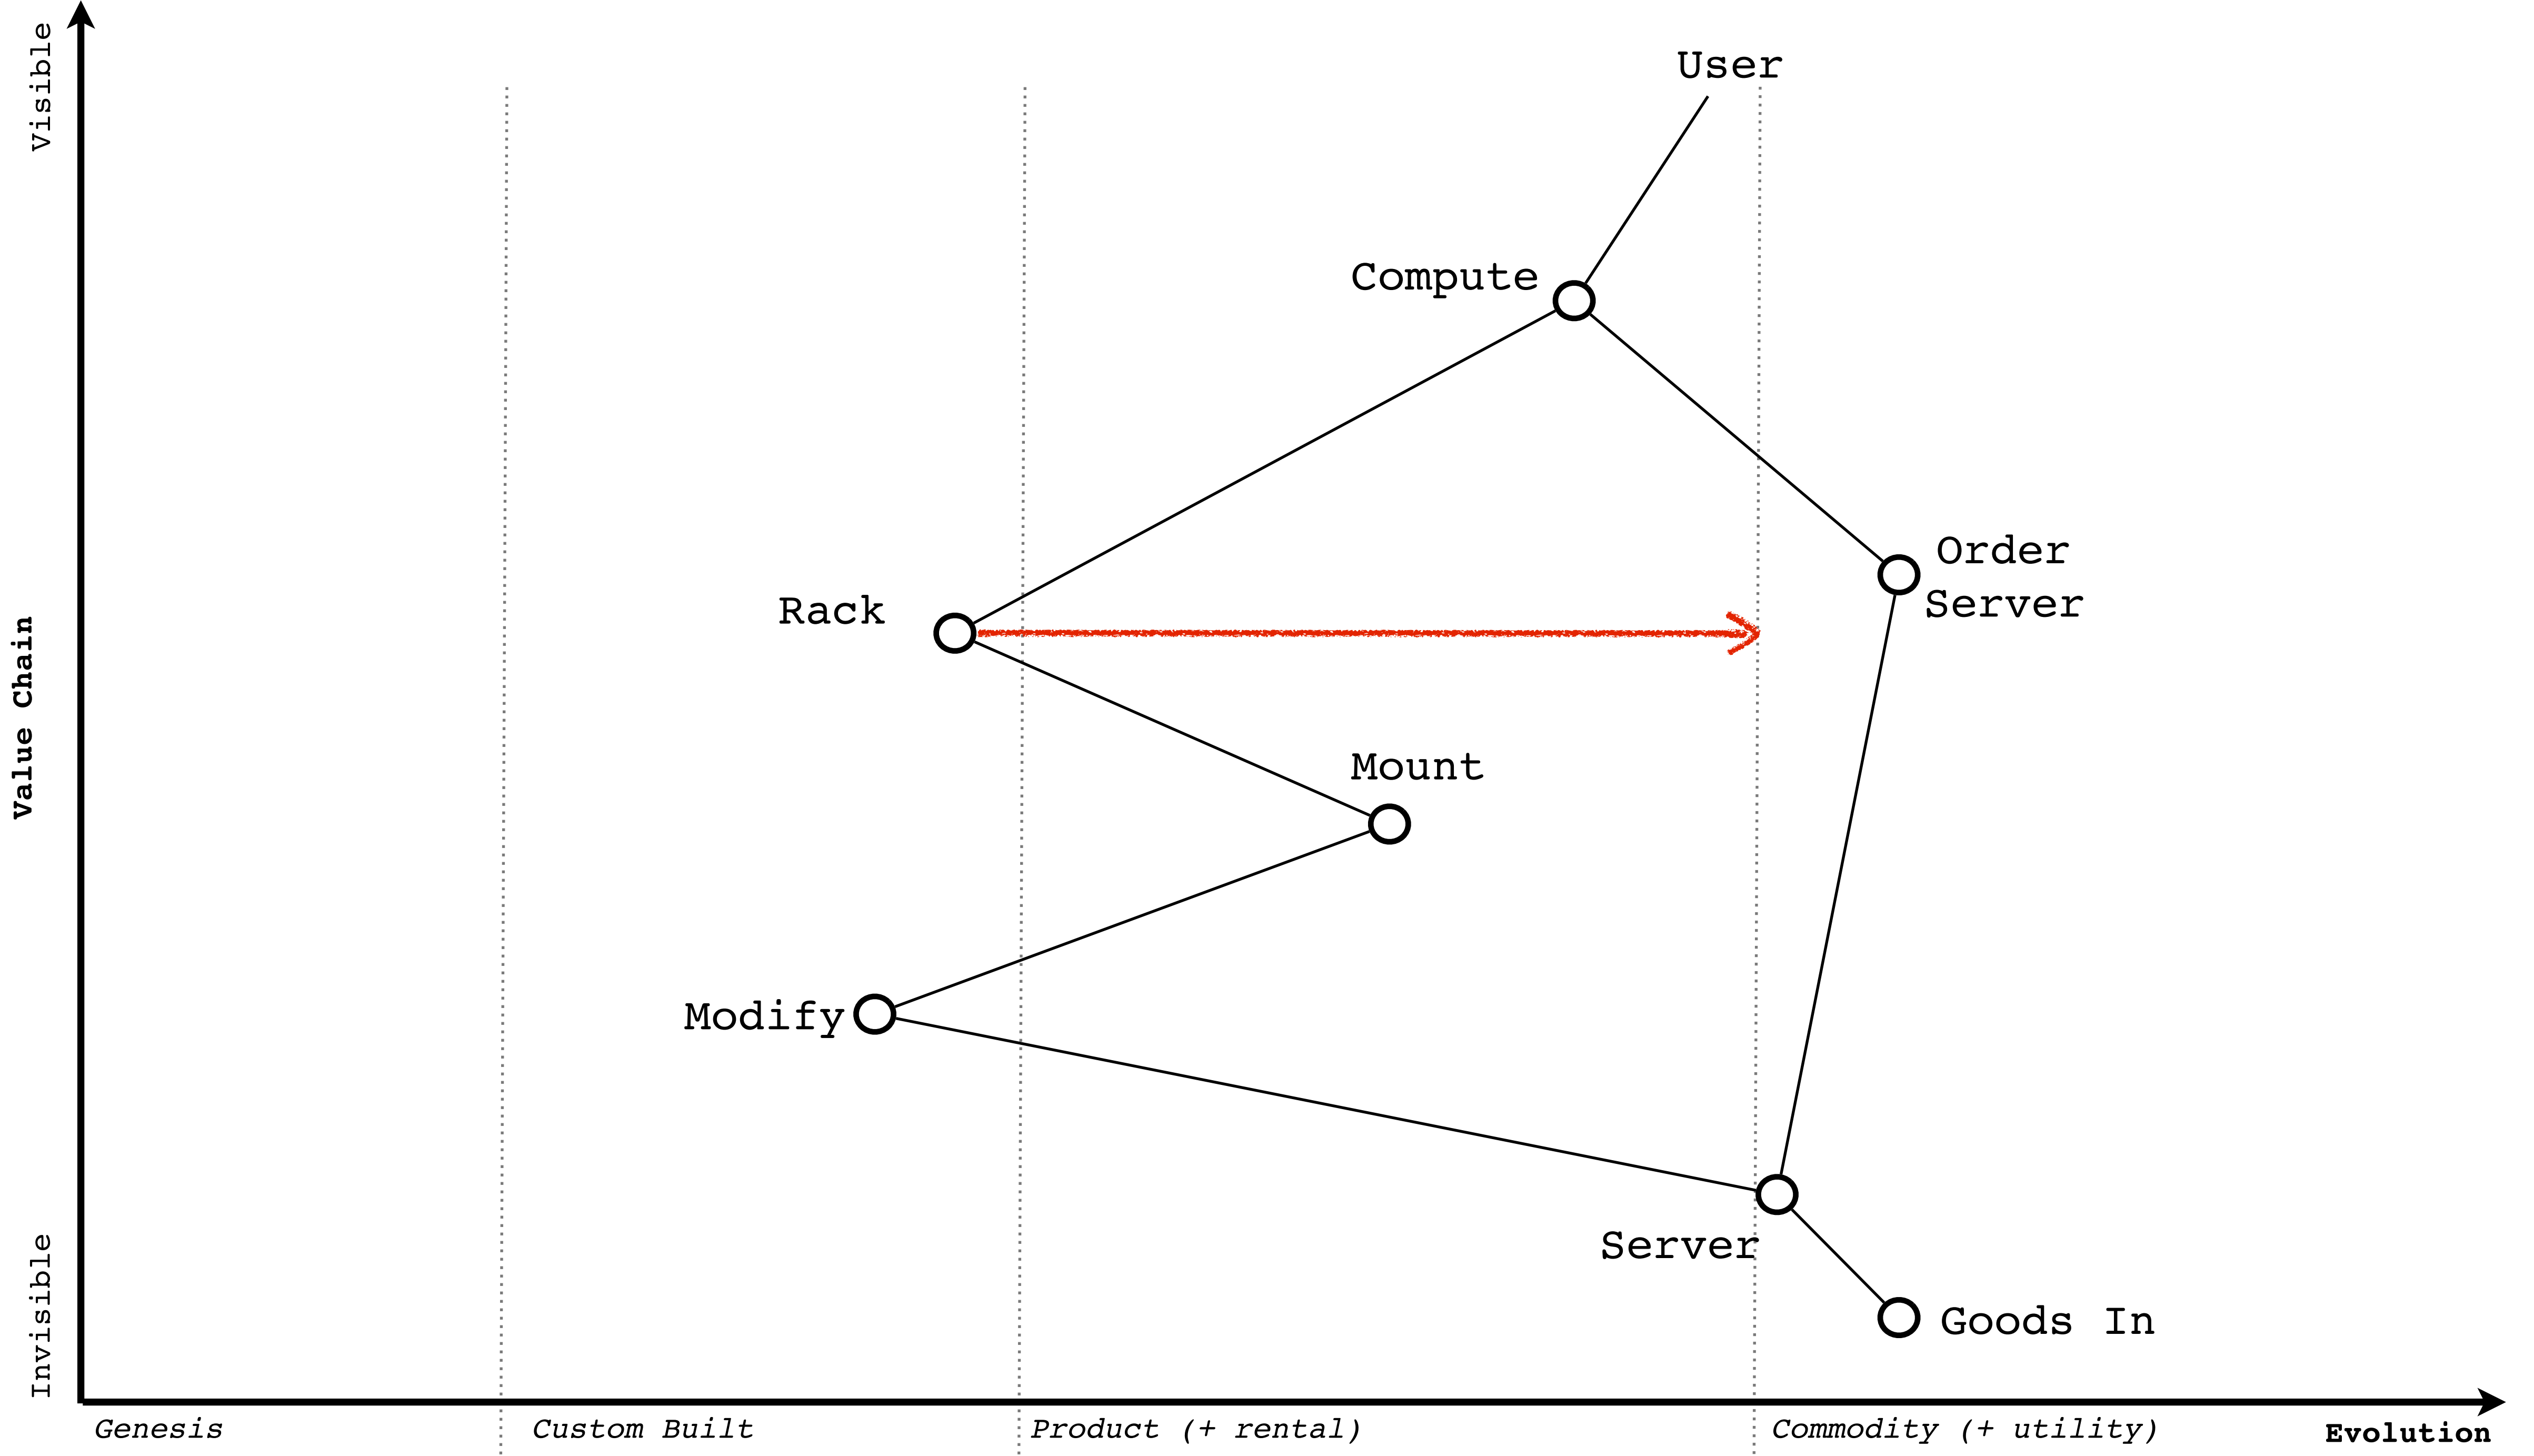 Visible
User
Compute
Order
Server
Rack
Value Chain
Mount
Modify
Server
Invisible
Goods In
Genesis
Custom Built
Product (+ rental)
Commodity (+ utility)
Evolution